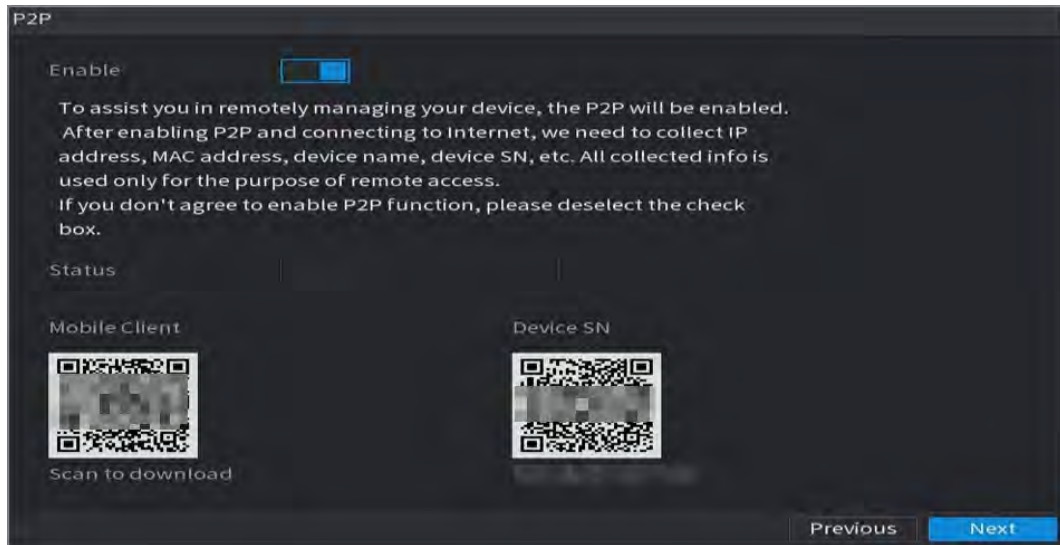 P2P
Enable
To assist you in remotely managing your device, the P2P will be enabled.
After enabling P2P and connecting to Internet, we need to collect IP
address, MAC address, device name, device SN, etc. All collected info is
used only for the purpose of remote access.
If you don't agree to enable P2P function, please deselect the check
box.
Status
Mobile Client Device SN
Scan to download
Previous Next